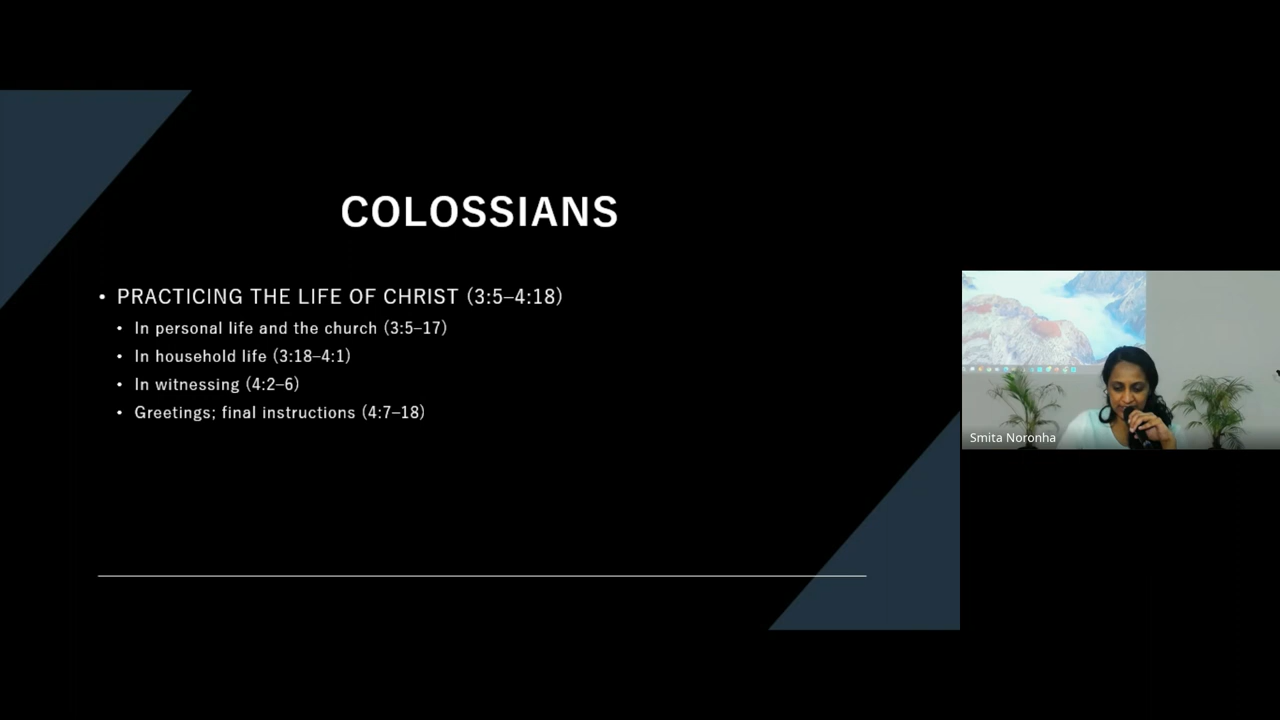 COLOSSIANS
• PRACTICING THE LIFE OF CHRIST (3:5–4:18)
• In personal life and the church (3:5–17)
• In household life (3:18–4:1)
• In witnessing (4:2–6)
• Greetings; final instructions (4:7–18)
Smita Noronha